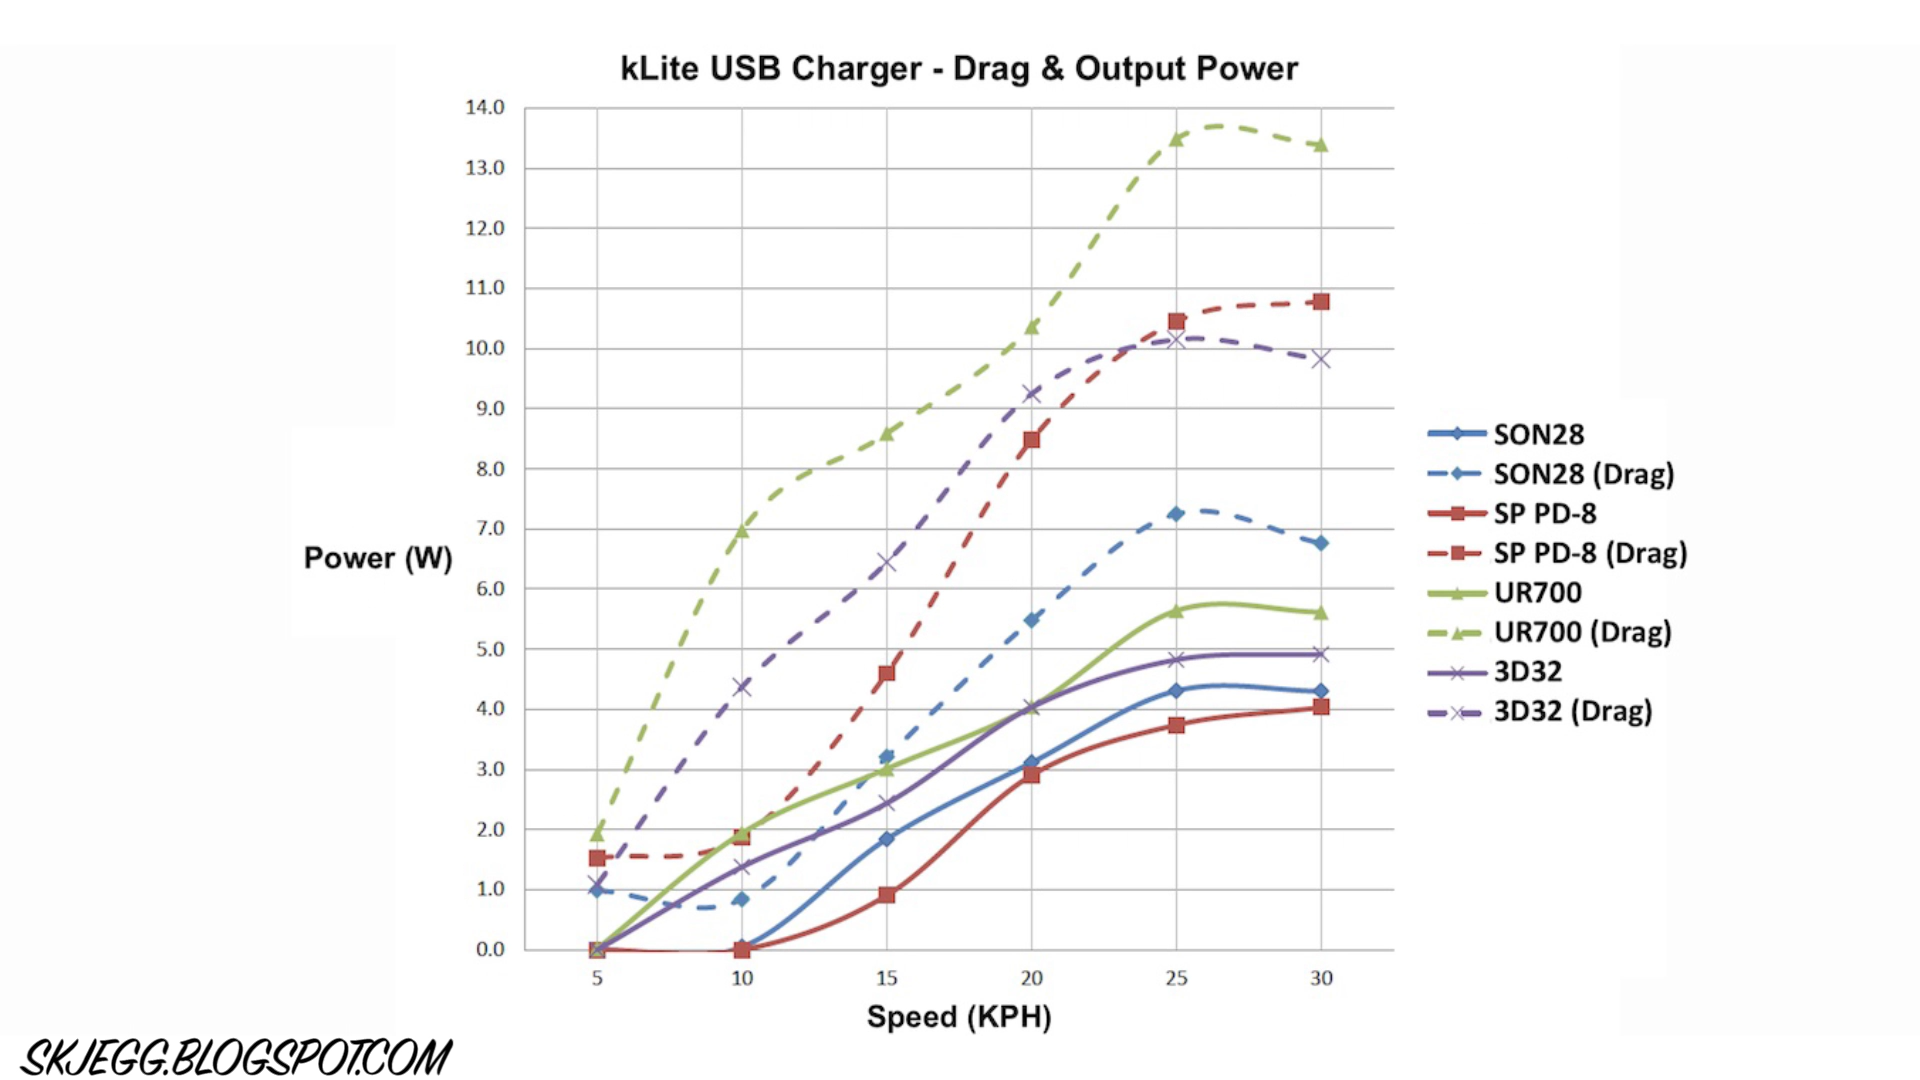 kLite USB Charger - Drag & Output Power
14.0
13.0
12.0
11.0
10.0
9.0
8.0
7.0
6.0
5.0
4.0
3.0
2.0
1.0
0.0
Power (W)
5 10 15 20 25 30
Speed (KPH)
SON28
SON28 (Drag)
SP PD-8
SP PD-8 (Drag)
UR700
UR700 (Drag)
3D32
3D32 (Drag)
SKJEGG.BLOGSPOT.COM